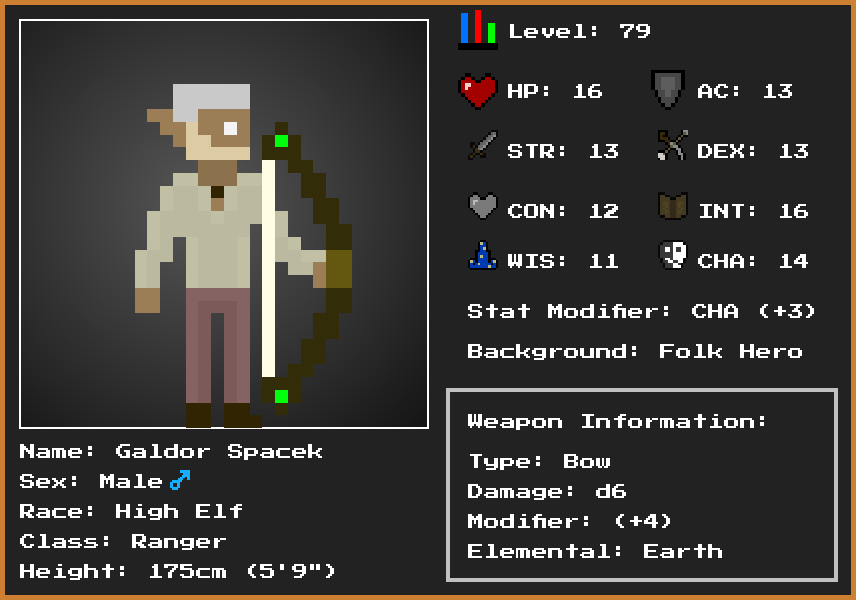 Level: 79
HP: 16 AC: 13
STR: 13 DEX: 13
CON: 12 INT: 16
WIS: 11 CHA: 14
Stat Modifier: CHA (+3)
Background: Folk Hero
Weapon Information:
Type: Bow
Damage: d6
Modifier: (+4)
Elemental: Earth
Name: Galdor Spacek
Sex: Male ♂
Race: High Elf
Class: Ranger
Height: 175cm (5'9")